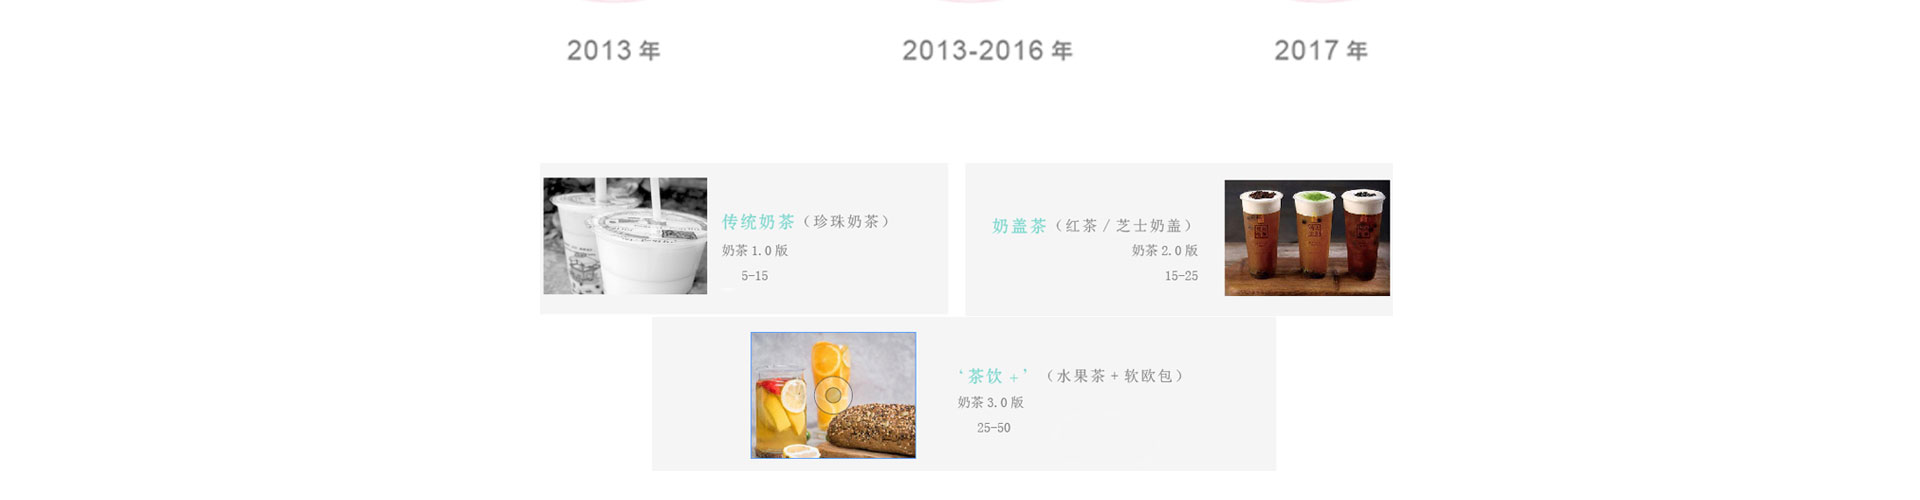 2013 年
2013-2016 年
2017 年
传统奶茶（珍珠奶茶）
奶茶 1.0 版
5-15
奶盖茶（红茶 / 芝士奶盖）
奶茶 2.0 版
15-25
‘茶饮 +’（水果茶 + 软欧包）
奶茶 3.0 版
25-50